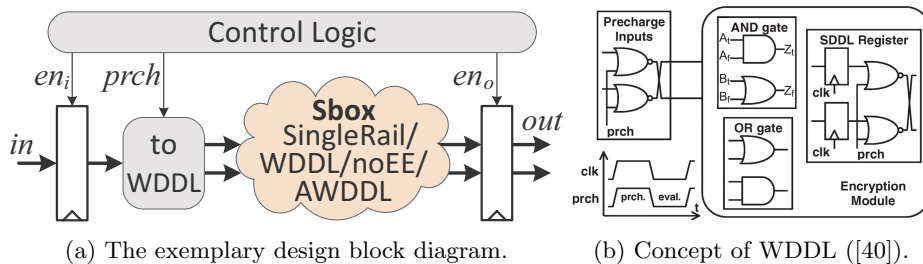 Control Logic
en_i
prch
en_o
in
to
WDDL
Sbox
SingleRail/
WDDL/noEE/
AWDDL
out
(a) The exemplary design block diagram.
Precharge
Inputs
prch
clk
prch
prch.
eval.
t
AND gate
A_t
A_f
Z_t
B_t
B_f
Z_f
OR gate
SDDL Register
clk
clk
prch
Encryption
Module
(b) Concept of WDDL ([40]).